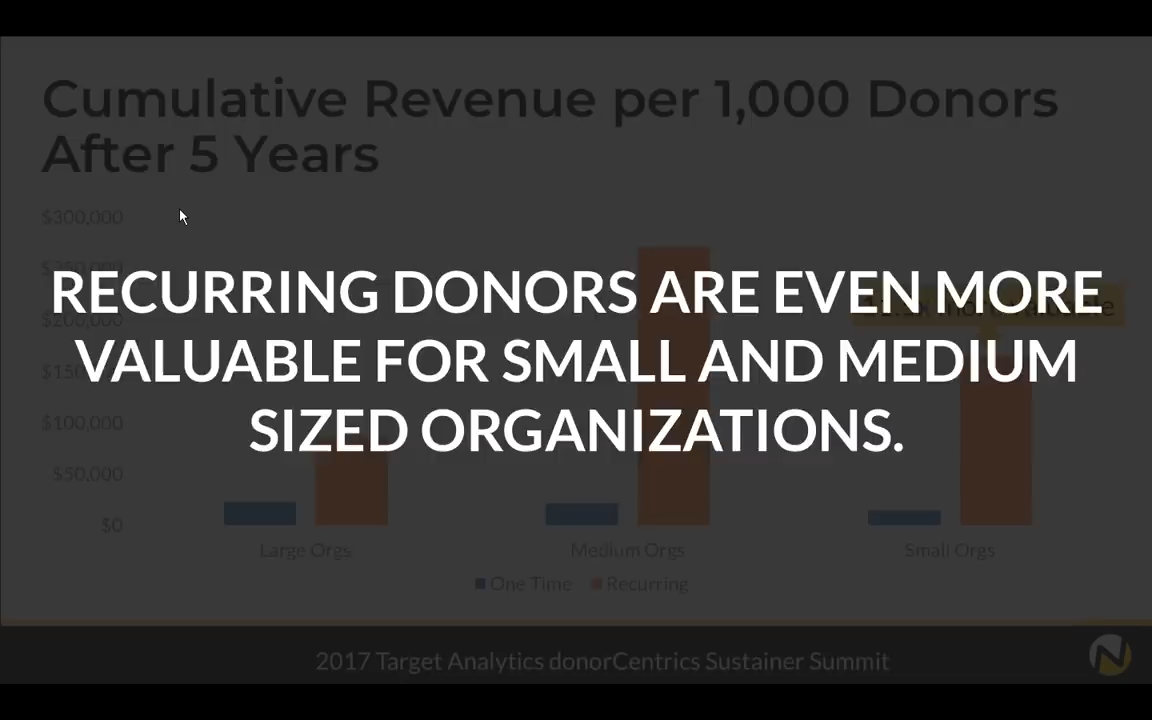 Cumulative Revenue per 1,000 Donors
After 5 Years
$300,000
RECURRING DONORS ARE EVEN MORE
VALUABLE FOR SMALL AND MEDIUM
SIZED ORGANIZATIONS.
$200,000
$100,000
$50,000
$0
Large Orgs
Medium Orgs
Small Orgs
One Time
Recurring
2017 Target Analytics donorCentrics Sustainer Summit